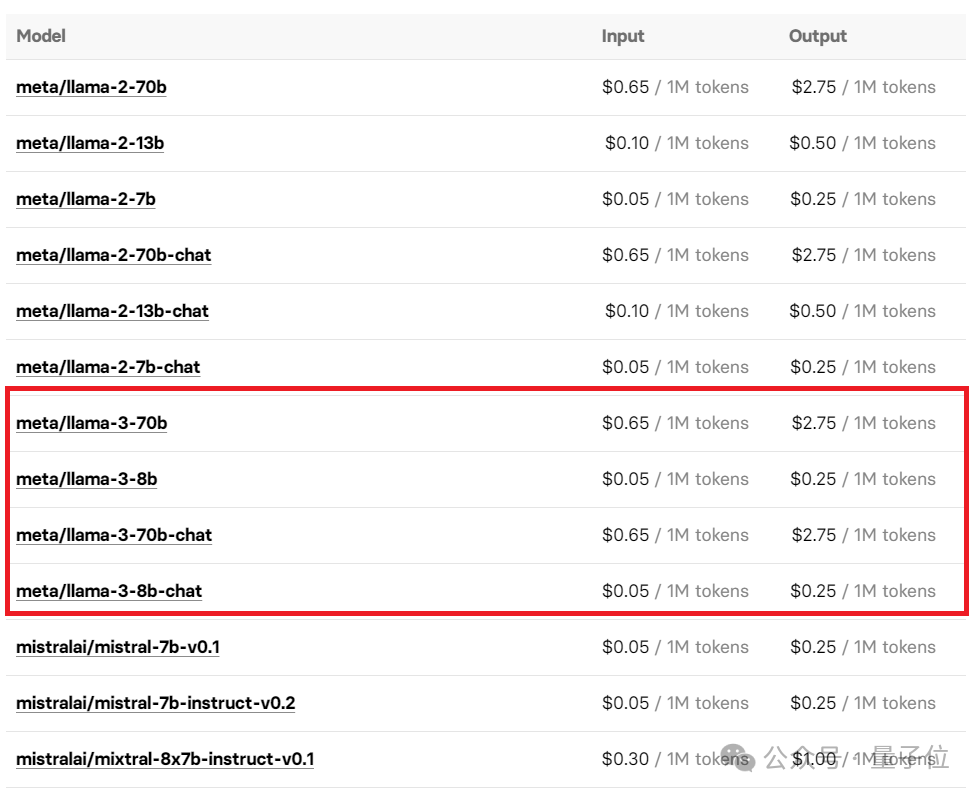 Model Input Output
meta/llama-2-70b $0.65 / 1M tokens $2.75 / 1M tokens
meta/llama-2-13b $0.10 / 1M tokens $0.50 / 1M tokens
meta/llama-2-7b $0.05 / 1M tokens $0.25 / 1M tokens
meta/llama-2-70b-chat $0.65 / 1M tokens $2.75 / 1M tokens
meta/llama-2-13b-chat $0.10 / 1M tokens $0.50 / 1M tokens
meta/llama-2-7b-chat $0.05 / 1M tokens $0.25 / 1M tokens
meta/llama-3-70b $0.65 / 1M tokens $2.75 / 1M tokens
meta/llama-3-8b $0.05 / 1M tokens $0.25 / 1M tokens
meta/llama-3-70b-chat $0.65 / 1M tokens $2.75 / 1M tokens
meta/llama-3-8b-chat $0.05 / 1M tokens $0.25 / 1M tokens
mistralai/mistral-7b-v0.1 $0.05 / 1M tokens $0.25 / 1M tokens
mistralai/mistral-7b-instruct-v0.2 $0.05 / 1M tokens $0.25 / 1M tokens
mistralai/mixtral-8x7b-instruct-v0.1 $0.30 / 1M tokens $1.00 / 1M tokens
公众号 · 量子位